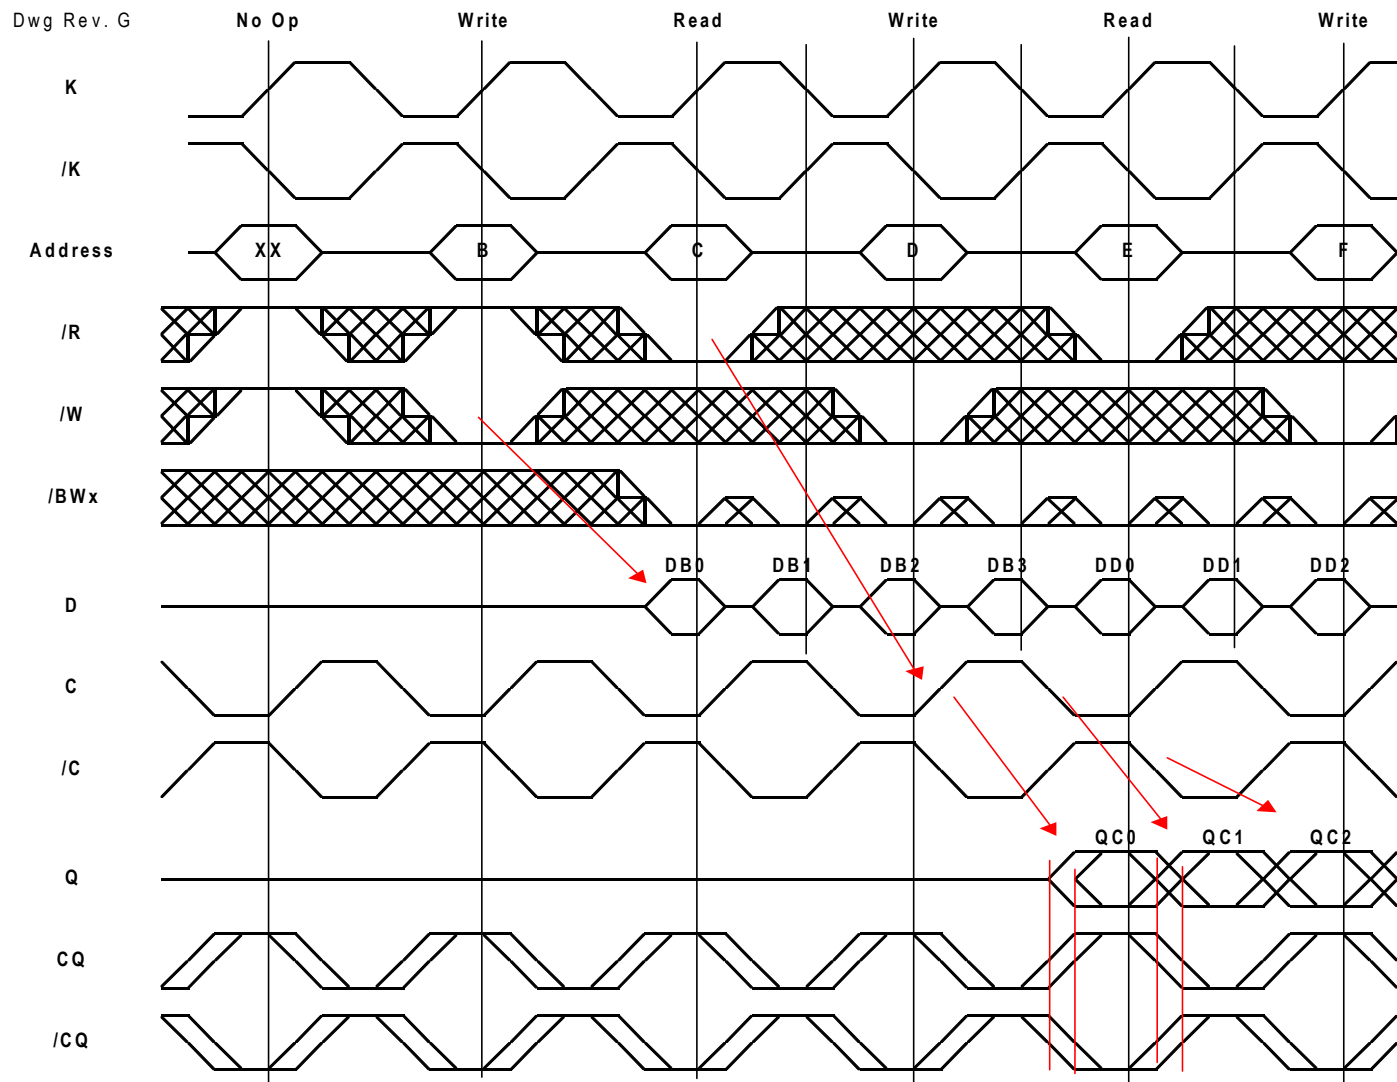 Dwg Rev. G No Op Write Read Write Read Write
K
/K
Address XX B C D E F
/R
/W
/BWx
DB0 DB1 DB2 DB3 DD0 DD1 DD2
D
C
/C
QC0 QC1 QC2
Q
CQ
/CQ